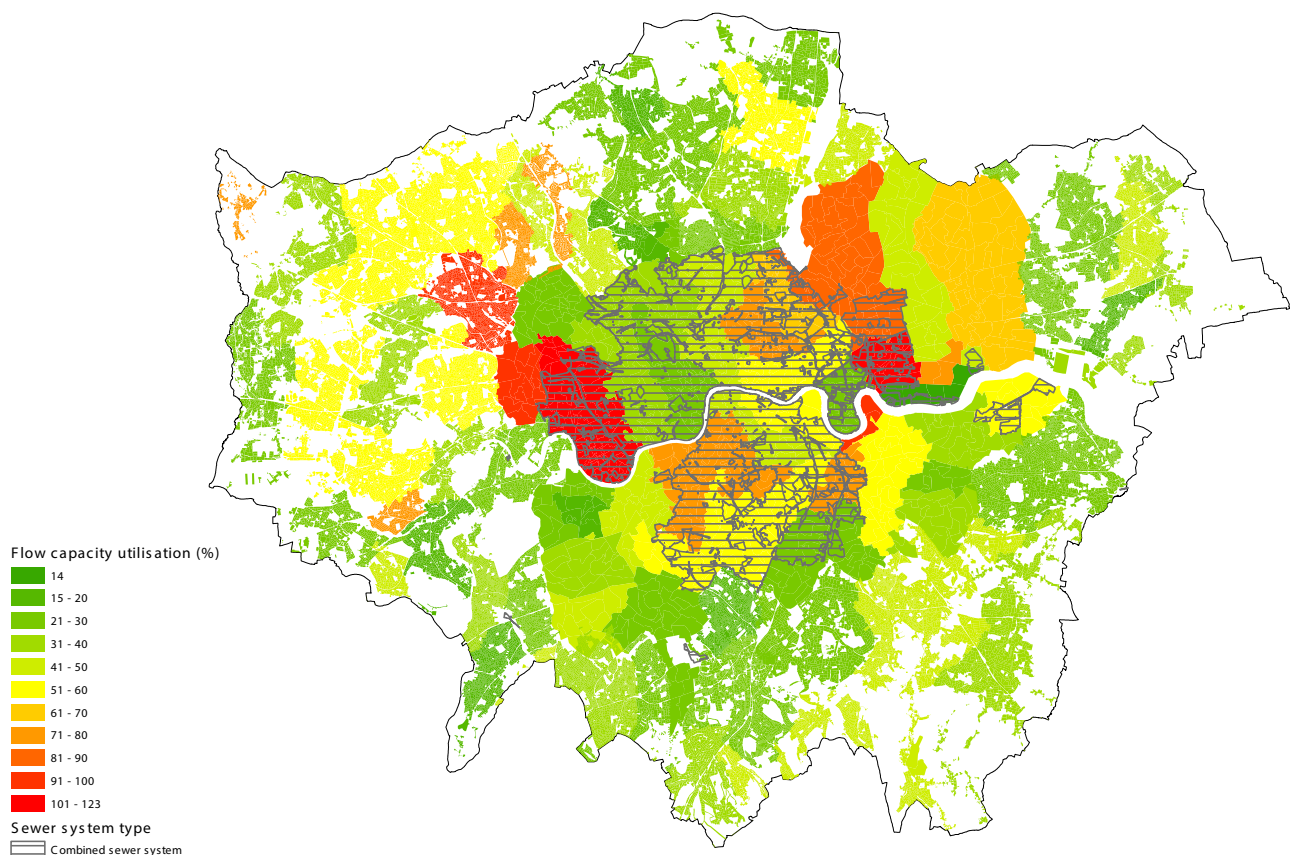 Flow capacity utilisation (%)
14
15 - 20
21 - 30
31 - 40
41 - 50
51 - 60
61 - 70
71 - 80
81 - 90
91 - 100
101 - 123
Sewer system type
Combined sewer system